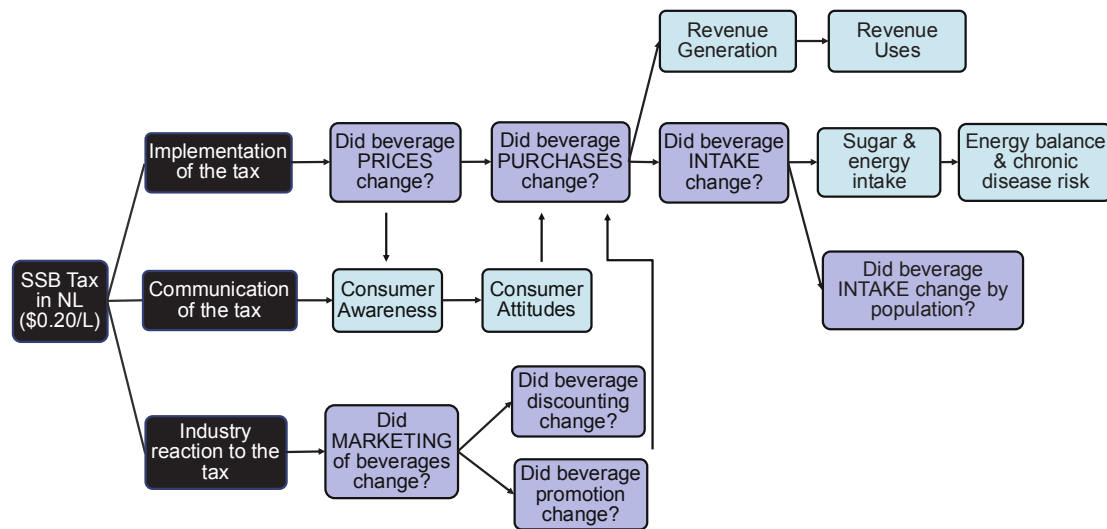 Revenue
Generation
Revenue
Uses
Implementation
of the tax
Did beverage
PRICES
change?
Did beverage
PURCHASES
change?
Did beverage
INTAKE
change?
Sugar &
energy
intake
Energy balance
& chronic
disease risk
SSB Tax
in NL
($0.20/L)
Communication
of the tax
Consumer
Awareness
Consumer
Attitudes
Did beverage
INTAKE change by
population?
Industry
reaction to the
tax
Did
MARKETING
of beverages
change?
Did beverage
discounting
change?
Did beverage
promotion
change?